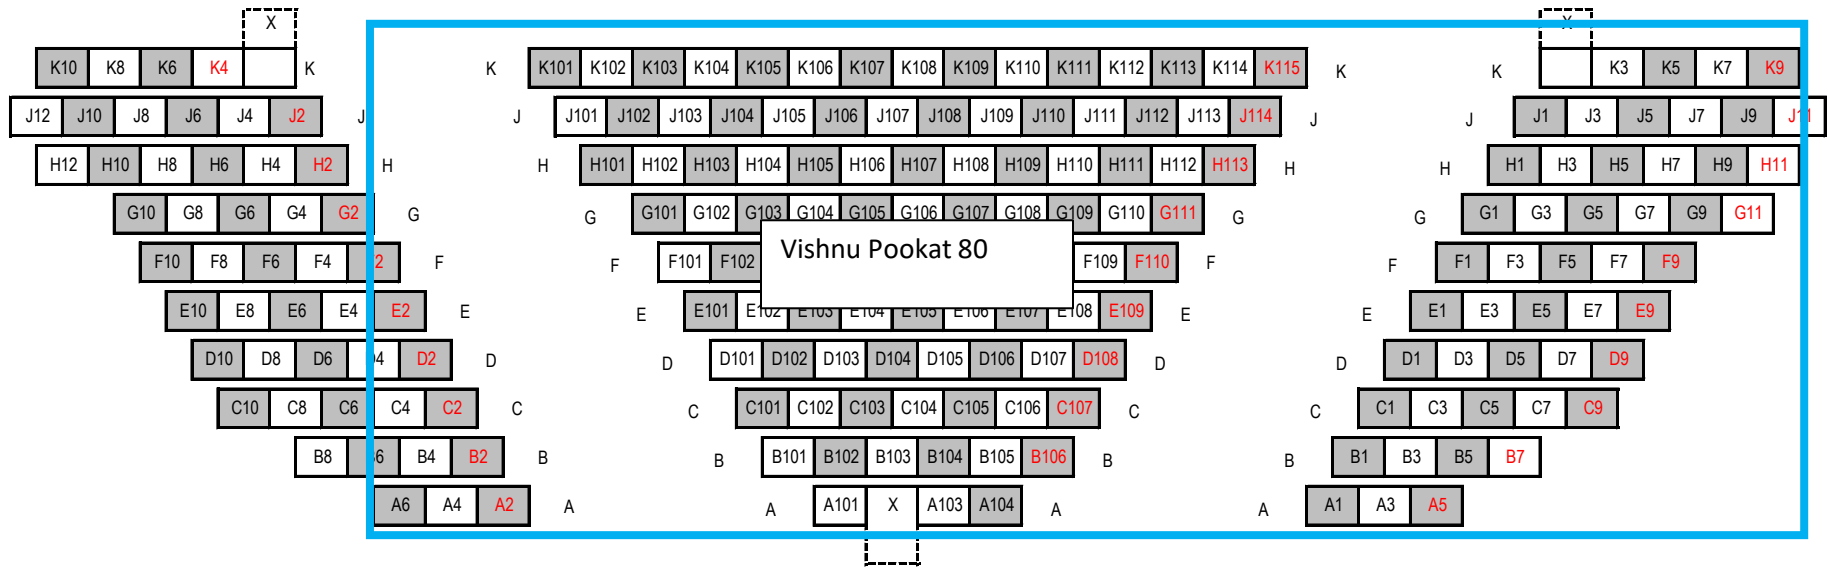 X X
K10 K8 K6 K4 K K K101 K102 K103 K104 K105 K106 K107 K108 K109 K110 K111 K112 K113 K114 K115 K K K3 K5 K7 K9
J12 J10 J8 J6 J4 J2 J J J101 J102 J103 J104 J105 J106 J107 J108 J109 J110 J111 J112 J113 J114 J J J1 J3 J5 J7 J9 J11
H12 H10 H8 H6 H4 H2 H H H101 H102 H103 H104 H105 H106 H107 H108 H109 H110 H111 H112 H113 H H H1 H3 H5 H7 H9 H11
G10 G8 G6 G4 G2 G G G101 G102 G103 G104 G105 G106 G107 G108 G109 G110 G111 G G G1 G3 G5 G7 G9 G11
F10 F8 F6 F4 F F F101 F102 Vishnu Pookat 80 F109 F110 F F F1 F3 F5 F7 F9
E10 E8 E6 E4 E2 E E E101 E102 E103 E104 E105 E106 E107 E108 E109 E E E1 E3 E5 E7 E9
D10 D8 D6 D4 D2 D D D101 D102 D103 D104 D105 D106 D107 D108 D D D1 D3 D5 D7 D9
C10 C8 C6 C4 C2 C C C101 C102 C103 C104 C105 C106 C107 C C C1 C3 C5 C7 C9
B8 B6 B4 B2 B B B101 B102 B103 B104 B105 B106 B B B1 B3 B5 B7
A6 A4 A2 A A A101 X A103 A104 A A A1 A3 A5